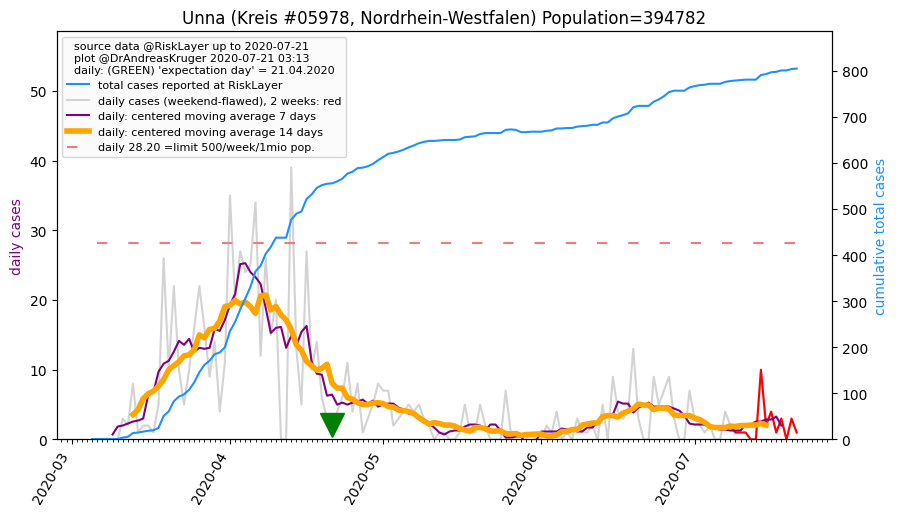 Unna (Kreis #05978, Nordrhein-Westfalen) Population=394782
source data @RiskLayer up to 2020-07-21
plot @DrAndreasKruger 2020-07-21 03:13
daily: (GREEN) 'expectation day' = 21.04.2020
total cases reported at RiskLayer
daily cases (weekend-flawed), 2 weeks: red
daily: centered moving average 7 days
daily: centered moving average 14 days
daily 28.20 =limit 500/week/1mio pop.
daily cases
50
40
30
20
10
0
cumulative total cases
800
700
600
500
400
300
200
100
0
2020-03
2020-04
2020-05
2020-06
2020-07